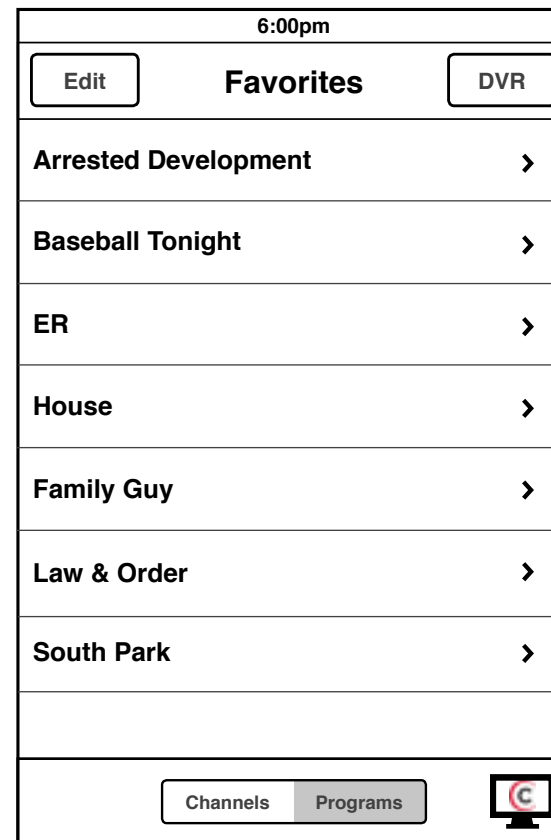 6:00pm
Edit Favorites DVR
Arrested Development
Baseball Tonight
ER
House
Family Guy
Law & Order
South Park
Channels Programs C